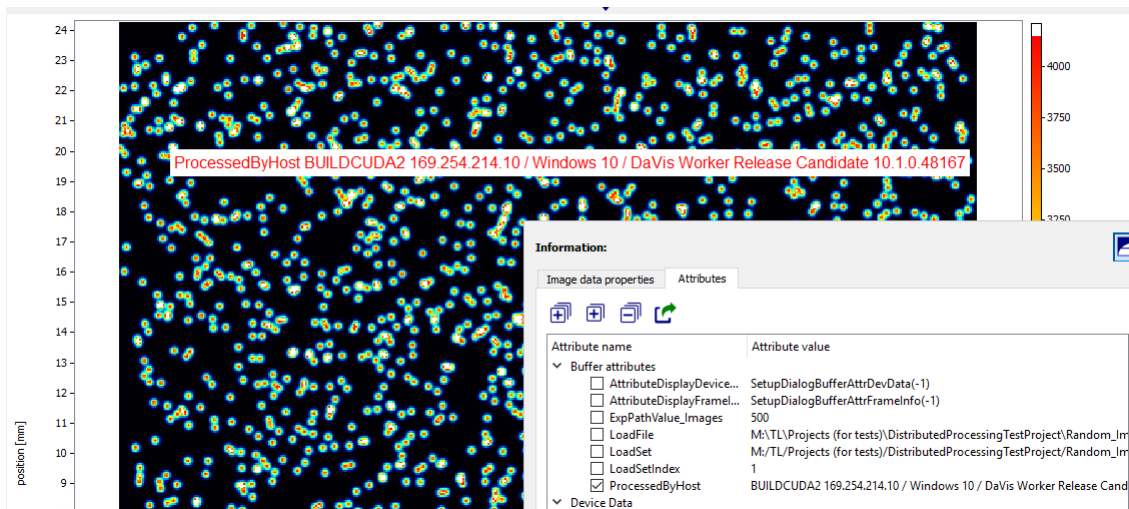 24
23
22
21
20
19
18
17
16
15
14
13
12
11
10
9
position [mm]
ProcessedByHost BUILDCUDA2 169.254.214.10 / Windows 10 / DaVis Worker Release Candidate 10.1.0.48167
4000
3750
3500
3250
Information:
Image data properties Attributes
Attribute name Attribute value
Buffer attributes
AttributeDisplayDevice... SetupDialogBufferAttrDevData(-1)
AttributeDisplayFrameI... SetupDialogBufferAttrFrameInfo(-1)
ExpPathValue_Images 500
LoadFile M:\TL\Projects (for tests)\DistributedProcessingTestProject\Random_Im
LoadSet M:/TL/Projects (for tests)/DistributedProcessingTestProject/Random_Im
LoadSetIndex 1
ProcessedByHost BUILDCUDA2 169.254.214.10 / Windows 10 / DaVis Worker Release Cand
Device Data